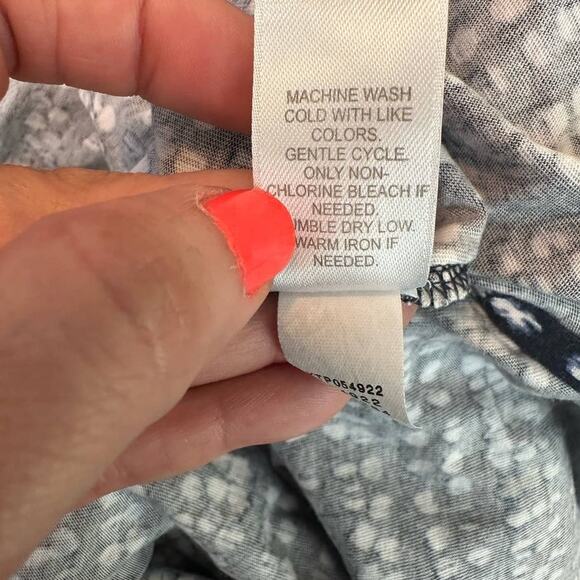 MACHINE WASH
COLD WITH LIKE
COLORS.
GENTLE CYCLE.
ONLY NON-
CHLORINE BLEACH IF
NEEDED.
UMBLE DRY LOW.
WARM IRON IF
NEEDED.
TP054922